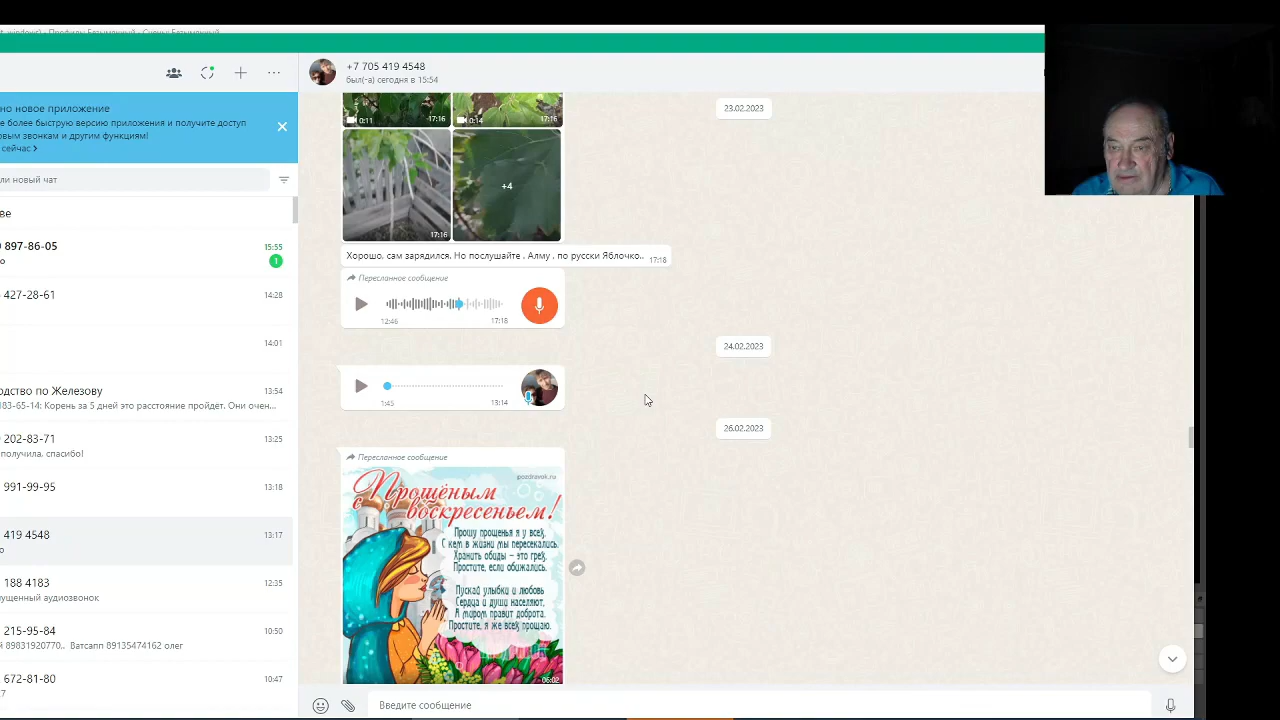 +7 705 419 4548
был(-а) сегодня в 15:54
но новое приложение
е более быструю версию приложения и получите доступ
овым звонкам и другим функциям!
сейчас
ли новый чат
ве
897-86-05
15:55
о
1
427-28-61
14:28
14:01
одство по Железову
13:54
83-65-14: Корень за 5 дней это расстояние пройдет. Они очен...
202-83-71
13:25
получила, спасибо!
991-99-95
13:18
419 4548
13:17
о
188 4183
12:35
ущенный аудиозвонок
215-95-84
10:50
й 89831920770.. Ватсапп 89135474162 олег
672-81-80
10:47
23.02.2023
0:11
17:16
0:14
17:16
17:16
+4
Хорошо, сам зарядился, Но послушайте . Алму , по русски Яблочко..
17:18
Пересланное сообщение
12:46
17:18
24.02.2023
1:45
13:14
26.02.2023
Пересланное сообщение
pozdravok.ru
С Прощёным
воскресеньем!
Прошу прощенья я у всех,
С кем в жизни мы пересекались.
Хранить обиды – это грех,
Простите, если обижались.
Пускай улыбки и любовь
Сердца и души населяют,
А миром правит доброта.
Простите, я же всех прощаю.
06:02
Введите сообщение